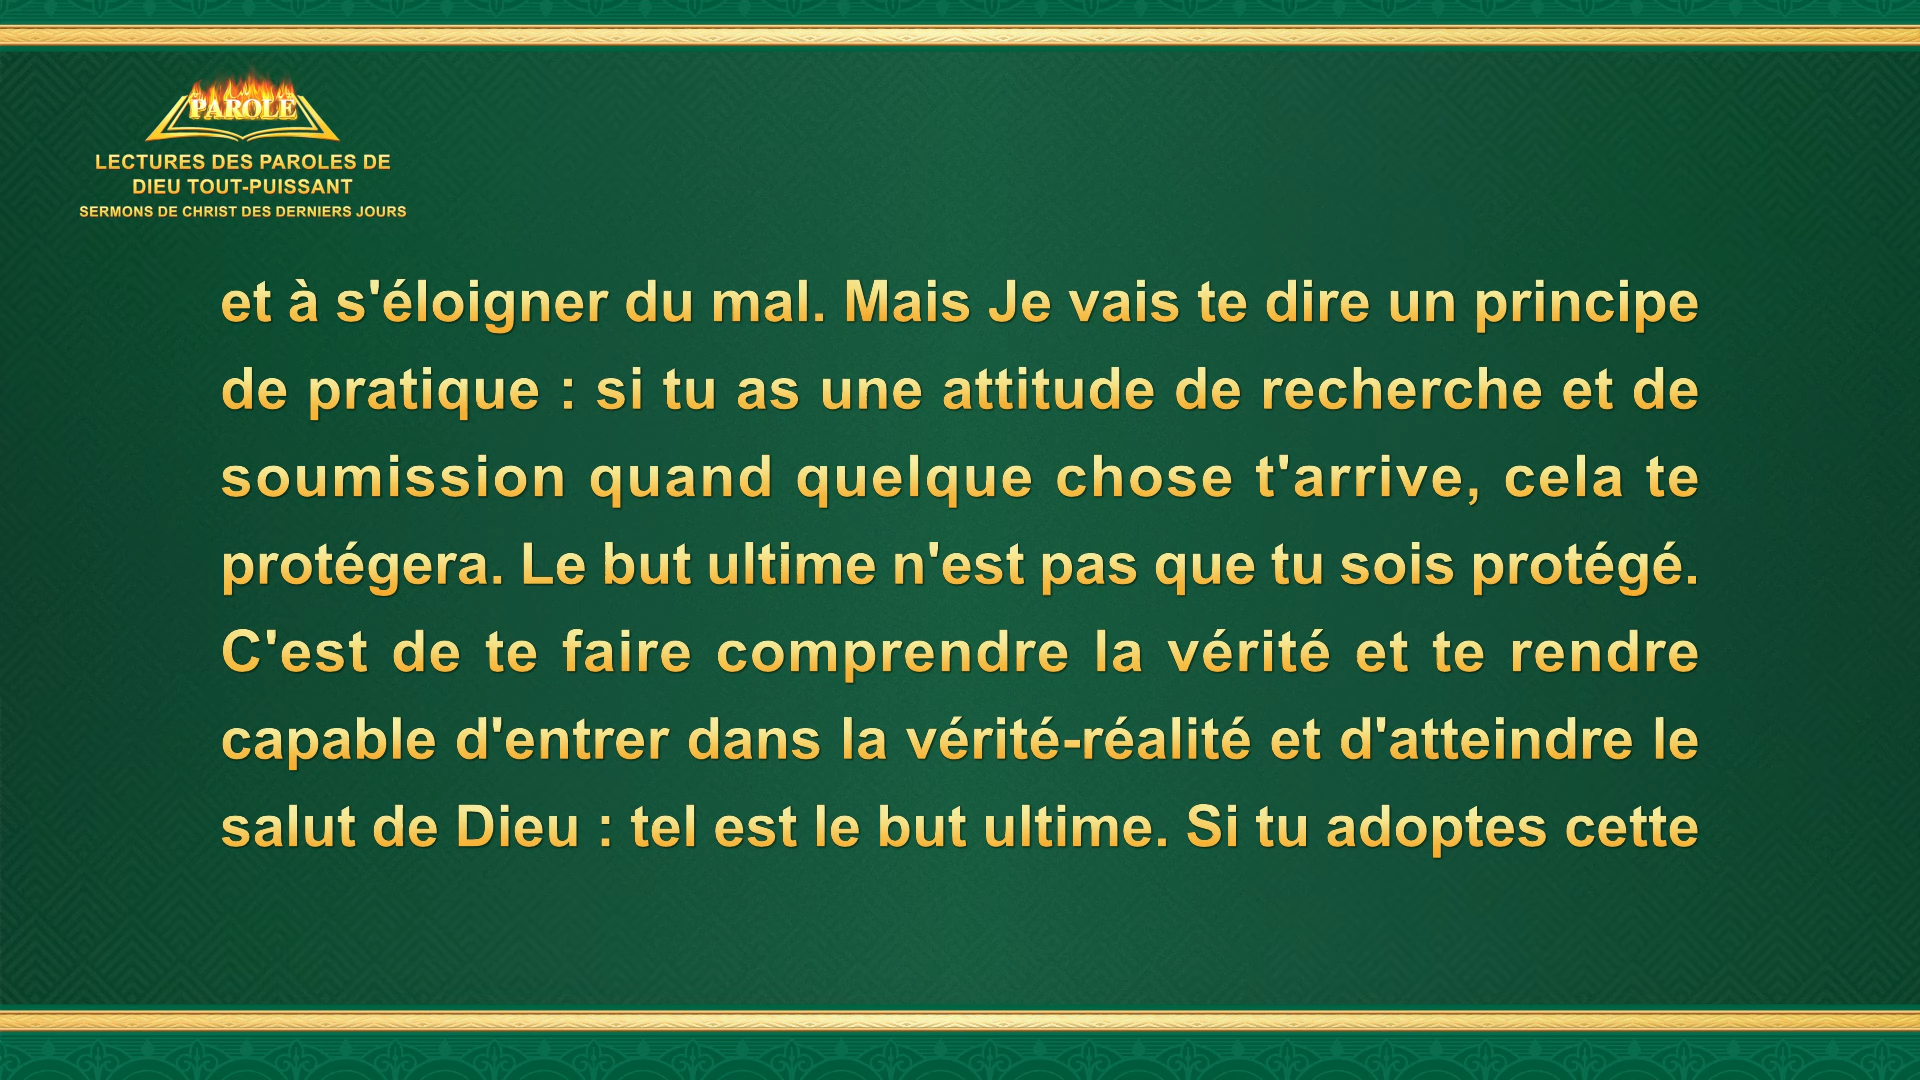 PAROLE
LECTURES DES PAROLES DE
DIEU TOUT-PUISSANT
SERMONS DE CHRIST DES DERNIERS JOURS
et à s'éloigner du mal. Mais Je vais te dire un principe
de pratique : si tu as une attitude de recherche et de
soumission quand quelque chose t'arrive, cela te
protégera. Le but ultime n'est pas que tu sois protégé.
C'est de te faire comprendre la vérité et te rendre
capable d'entrer dans la vérité-réalité et d'atteindre le
salut de Dieu : tel est le but ultime. Si tu adoptes cette